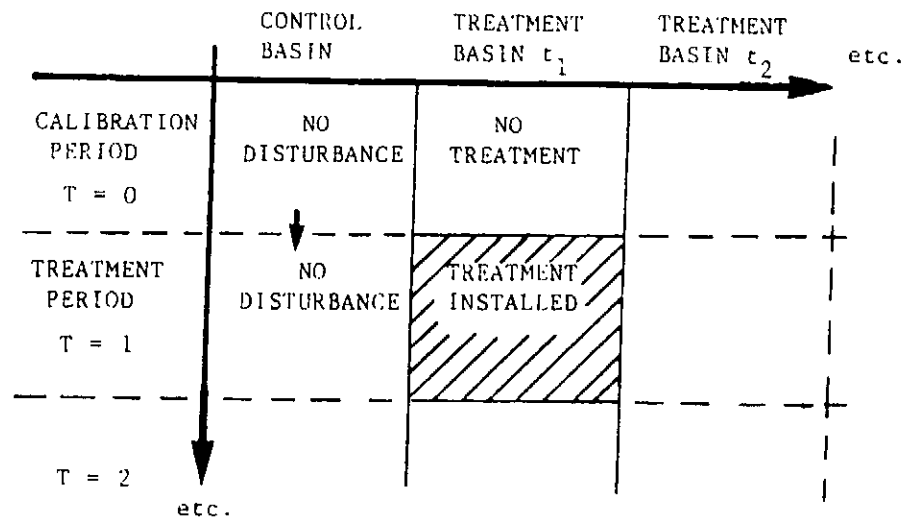 CONTROL
BASIN
TREATMENT
BASIN t₁
TREATMENT
BASIN t₂
etc.
CALIBRATION
PERIOD
T = 0
NO
DISTURBANCE
NO
TREATMENT
TREATMENT
PERIOD
T = 1
NO
DISTURBANCE
TREATMENT
INSTALLED
T = 2
etc.